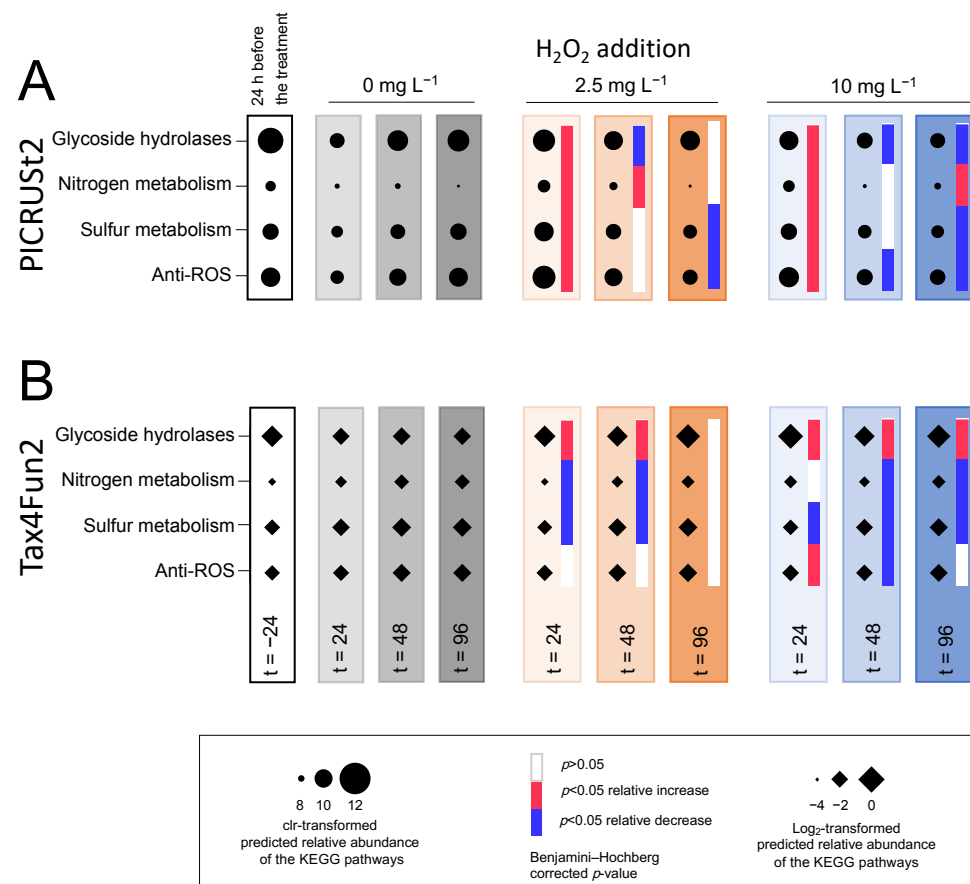 A
24 h before
the treatment
H₂O₂ addition
0 mg L⁻¹
2.5 mg L⁻¹
10 mg L⁻¹
PICRUSt2
Glycoside hydrolases
Nitrogen metabolism
Sulfur metabolism
Anti-ROS
B
Tax4Fun2
Glycoside hydrolases
Nitrogen metabolism
Sulfur metabolism
Anti-ROS
t = −24
t = 24
t = 48
t = 96
t = 24
t = 48
t = 96
t = 24
t = 48
t = 96
8 10 12
clr-transformed
predicted relative abundance
of the KEGG pathways
p>0.05
p<0.05 relative increase
p<0.05 relative decrease
Benjamini–Hochberg
corrected p-value
−4 −2 0
Log₂-transformed
predicted relative abundance
of the KEGG pathways